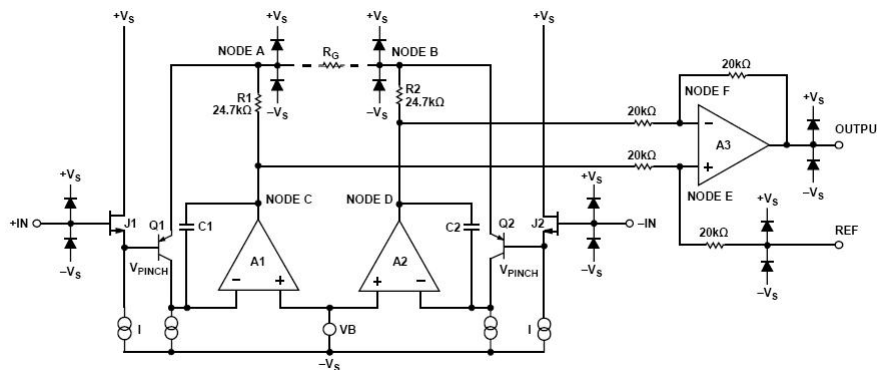 +VS
+VS
+VS
NODE A
RG
NODE B
R1
24.7kΩ
–VS
–VS
R2
24.7kΩ
20kΩ
NODE F
20kΩ
–
A3
+
+VS
OUTPU
–VS
20kΩ
NODE E
+VS
+IN
–VS
J1
Q1
VPINCH
C1
NODE C
NODE D
C2
Q2
VPINCH
J2
+VS
–IN
–VS
20kΩ
+VS
REF
–VS
A1
–
+
A2
+
–
I
VB
I
–VS